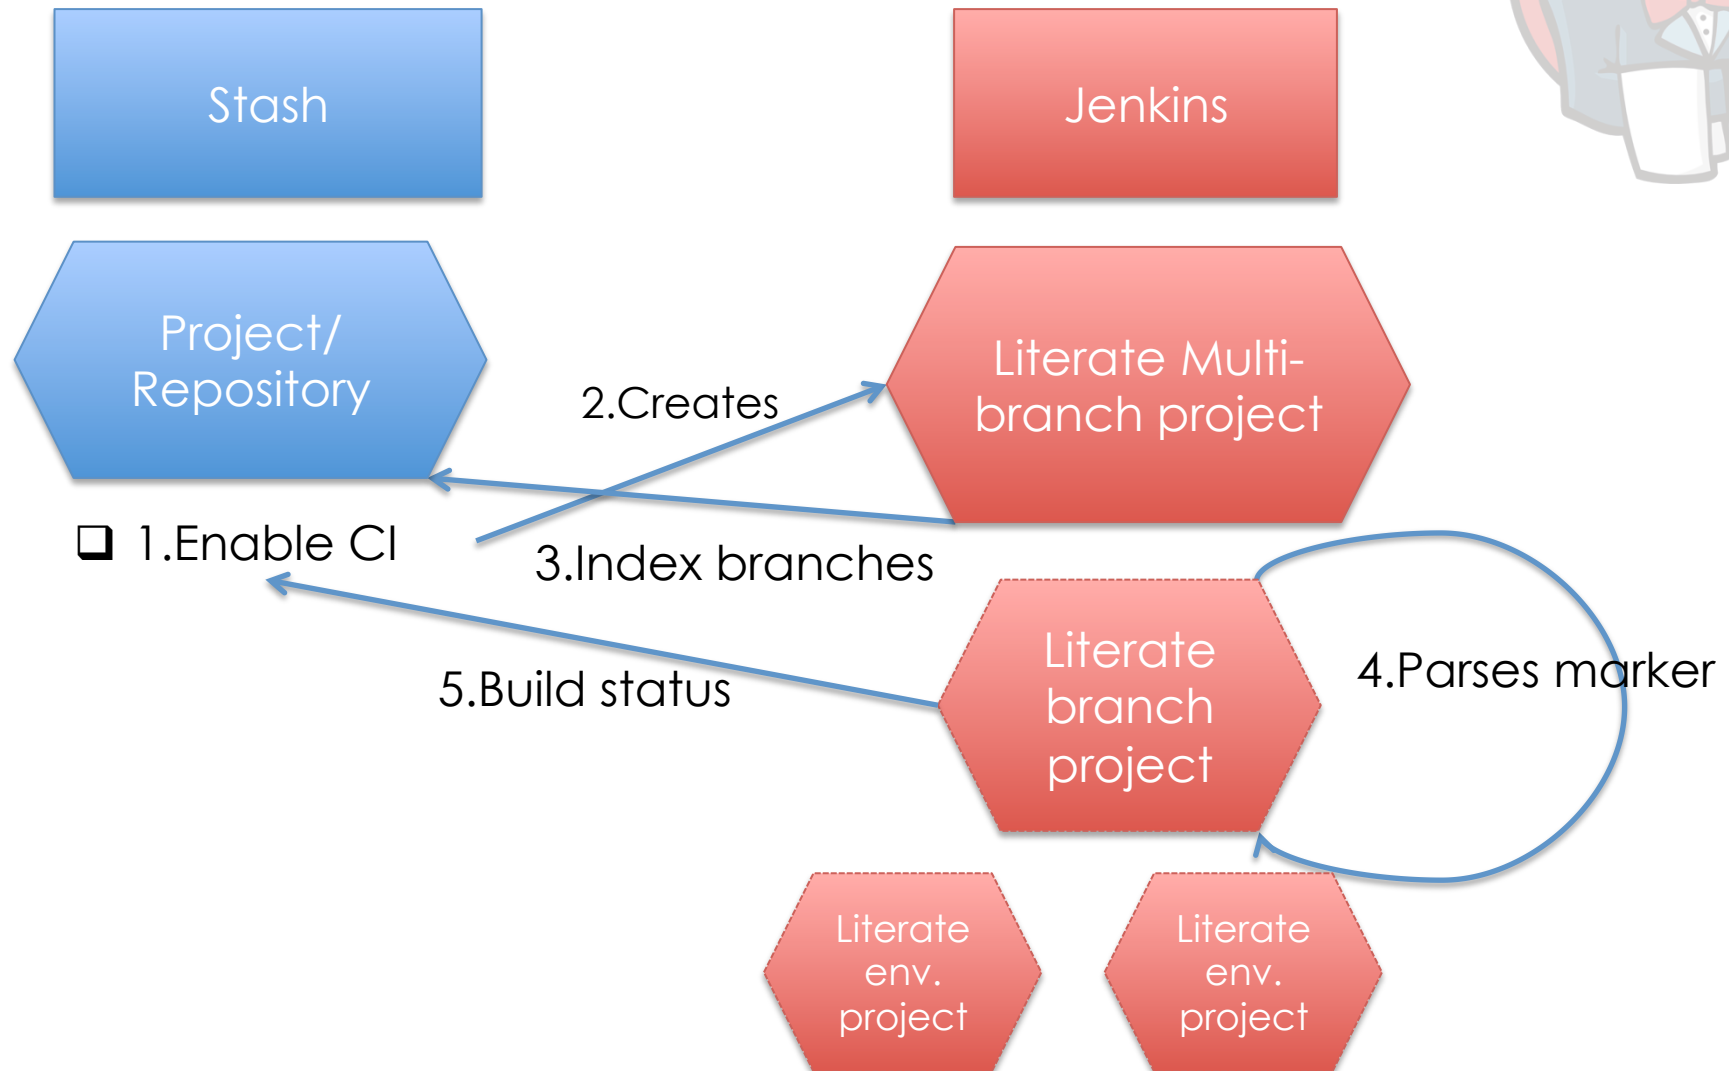 Stash
Jenkins
Project/
Repository
Literate Multi-
branch project
2.Creates
1.Enable CI
3.Index branches
Literate
branch
project
4.Parses marker
5.Build status
Literate
env.
project
Literate
env.
project